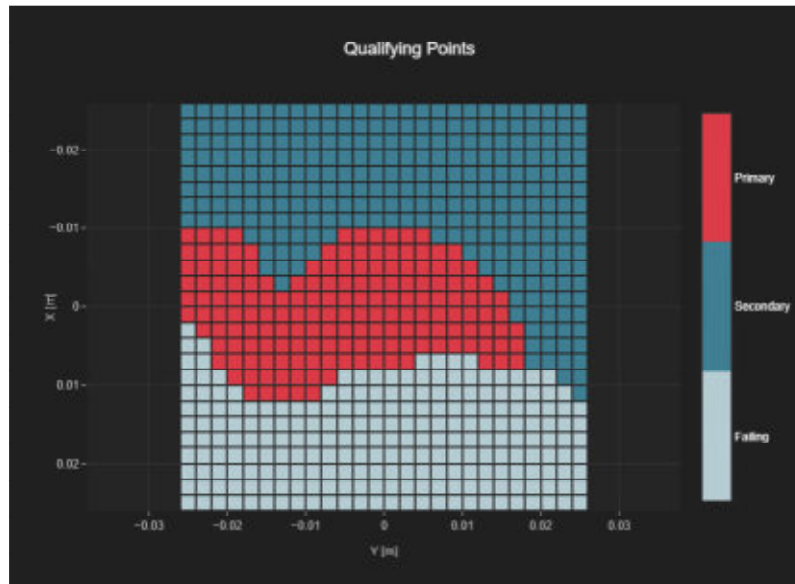 Qualifying Points
−0.02
−0.01
0
0.01
0.02
X [m]
−0.03
−0.02
−0.01
0
0.01
0.02
0.03
Y [m]
Primary
Secondary
Failing